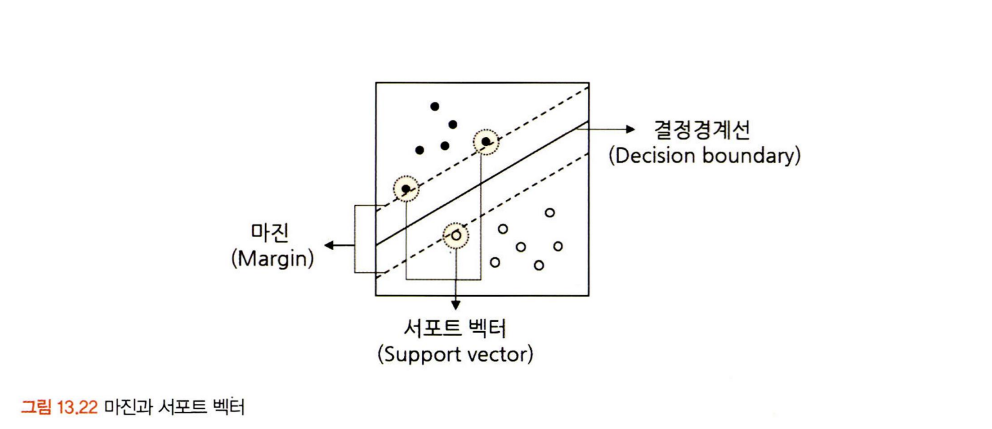 결정경계선
(Decision boundary)
마진
(Margin)
서포트 벡터
(Support vector)
그림 13.22 마진과 서포트 벡터